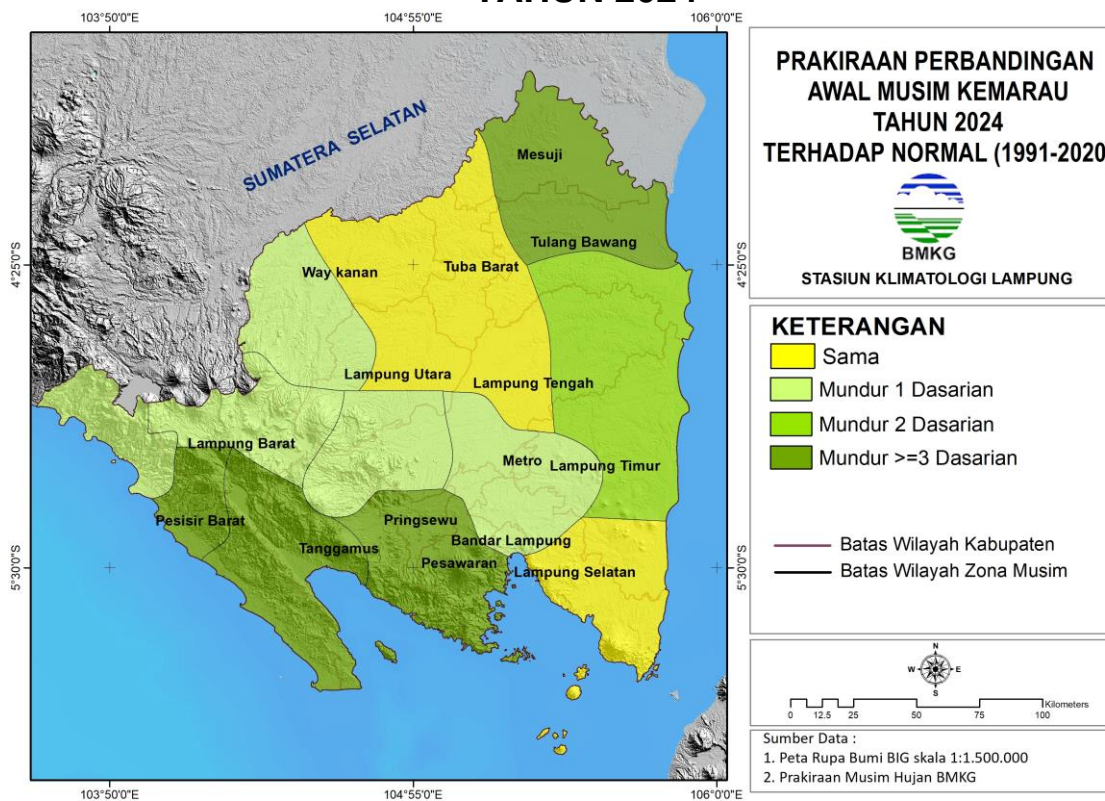 TAHUN 2024
103°50'0"E
104°55'0"E
106°0'0"E
4°25'0"S
5°30'0"S
SUMATERA SELATAN
Mesuji
Tulang Bawang
Way kanan
Tuba Barat
Lampung Utara
Lampung Tengah
Lampung Barat
Metro
Lampung Timur
Pesisir Barat
Pringsewu
Tanggamus
Bandar Lampung
Pesawaran
Lampung Selatan
4°25'0"S
5°30'0"S
103°50'0"E
104°55'0"E
106°0'0"E
PRAKIRAAN PERBANDINGAN
AWAL MUSIM KEMARAU
TAHUN 2024
TERHADAP NORMAL (1991-2020
BMKG
STASIUN KLIMATOLOGI LAMPUNG
KETERANGAN
Sama
Mundur 1 Dasarian
Mundur 2 Dasarian
Mundur >=3 Dasarian
Batas Wilayah Kabupaten
Batas Wilayah Zona Musim
N
W
E
S
Kilometers
0 12.5 25 50 75 100
Sumber Data :
1. Peta Rupa Bumi BIG skala 1:1.500.000
2. Prakiraan Musim Hujan BMKG